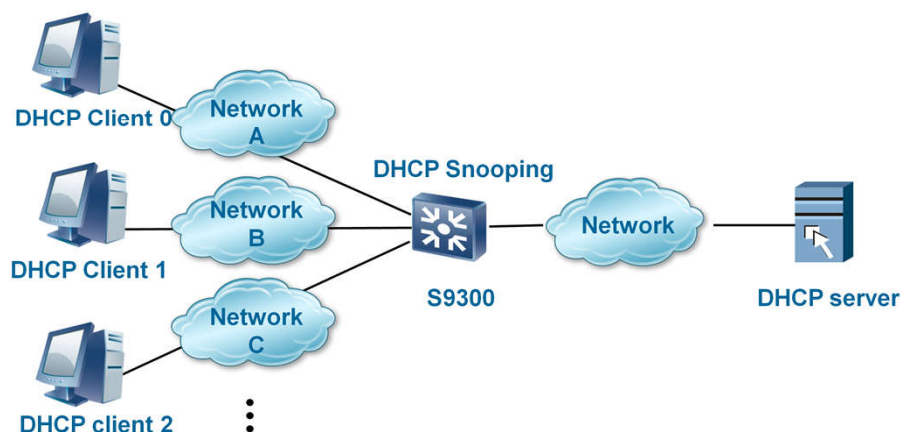 DHCP Client 0
Network
A
DHCP Snooping
DHCP Client 1
Network
B
Network
S9300
DHCP server
Network
C
DHCP client 2